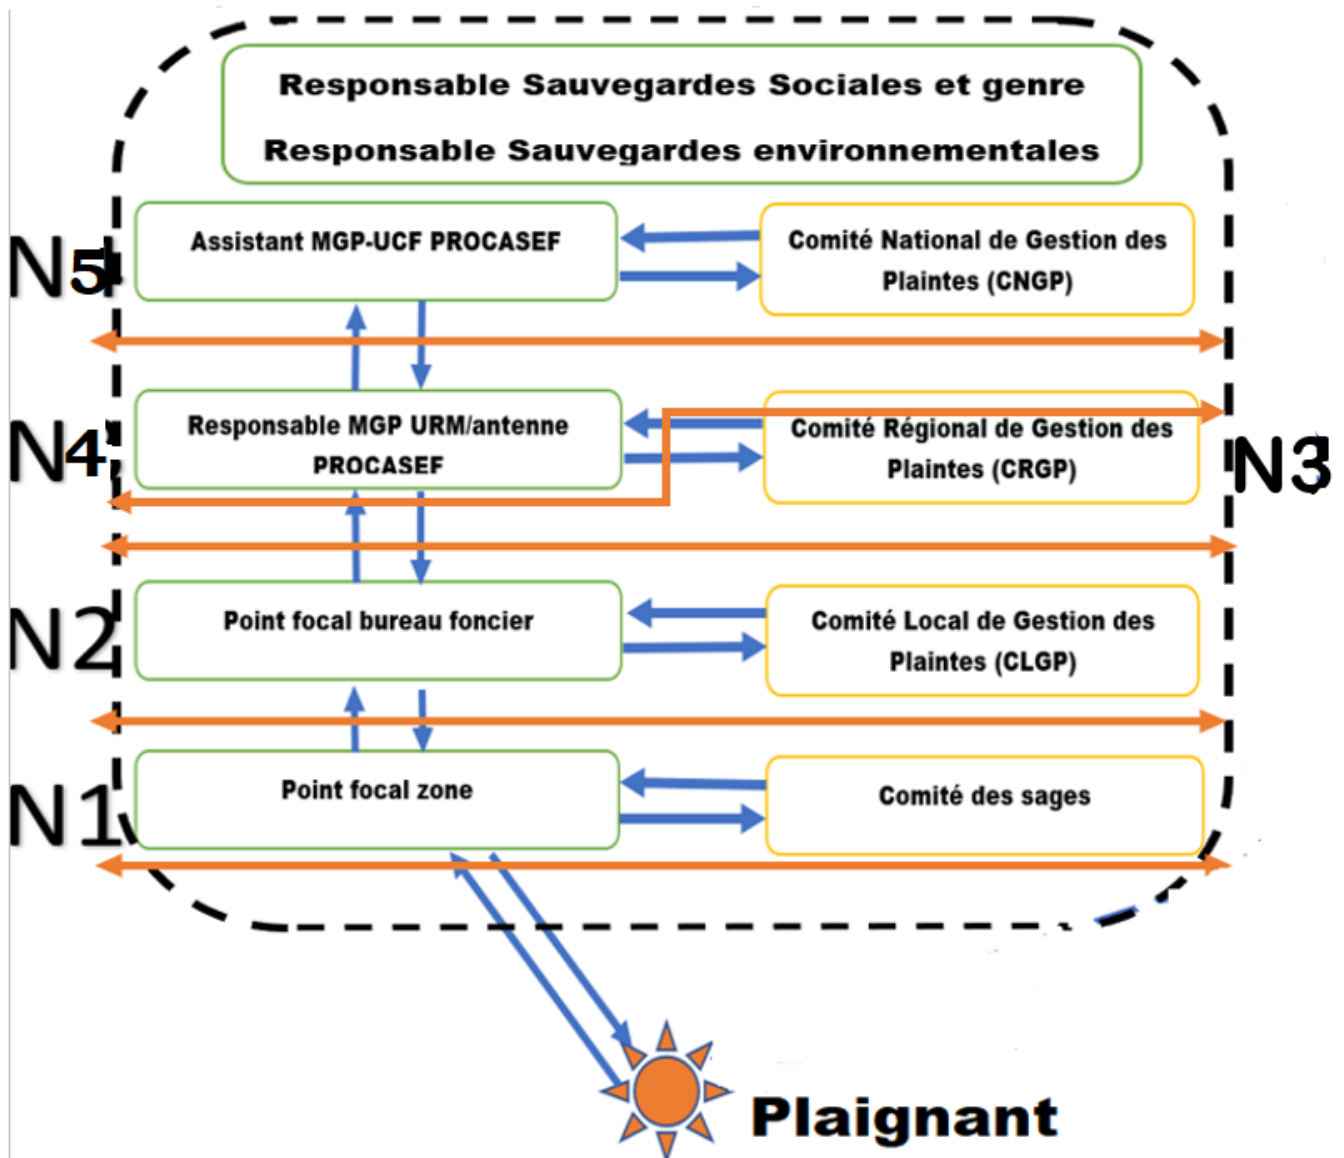 Responsable Sauvegardes Sociales et genre
Responsable Sauvegardes environnementales
N5
Assistant MGP-UCF PROCASEF
Comité National de Gestion des
Plaintes (CNGP)
N4
Responsable MGP URM/antenne
PROCASEF
Comité Régional de Gestion des
Plaintes (CRGP)
N3
N2
Point focal bureau foncier
Comité Local de Gestion des
Plaintes (CLGP)
N1
Point focal zone
Comité des sages
Plaignant